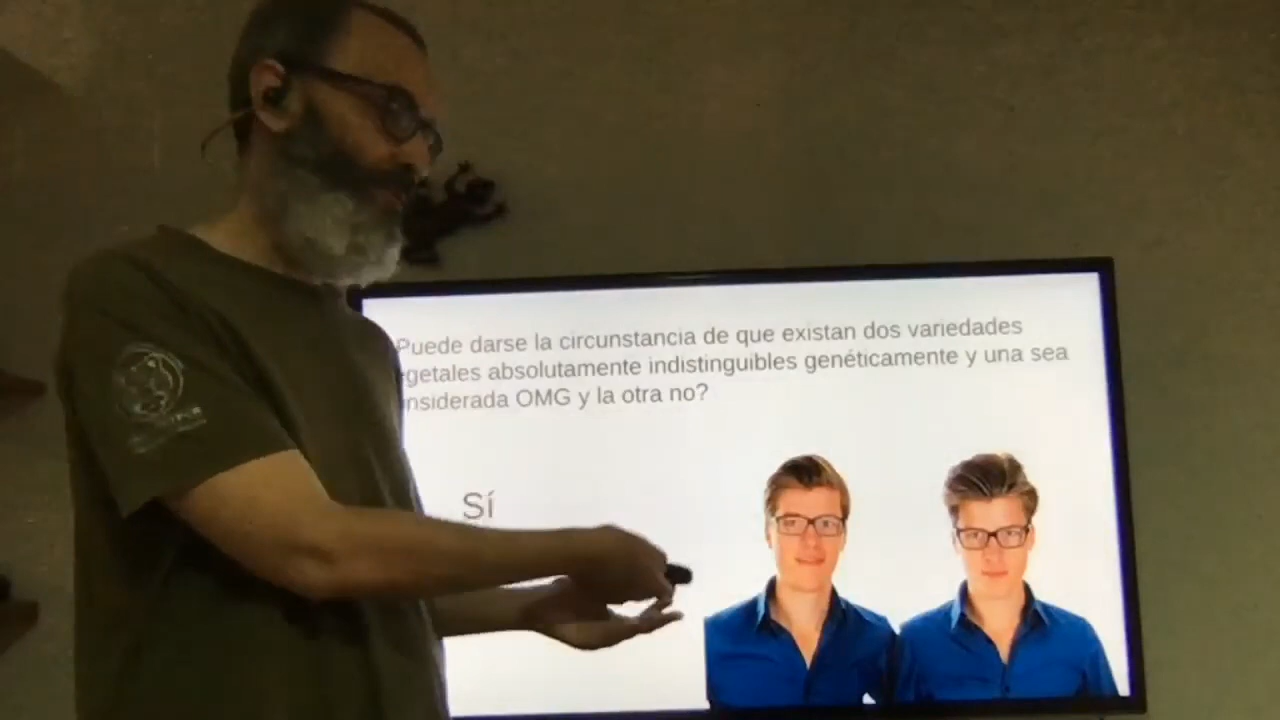 Puede darse la circunstancia de que existan dos variedades
getales absolutamente indistinguibles genéticamente y una sea
nsiderada OMG y la otra no?
Sí